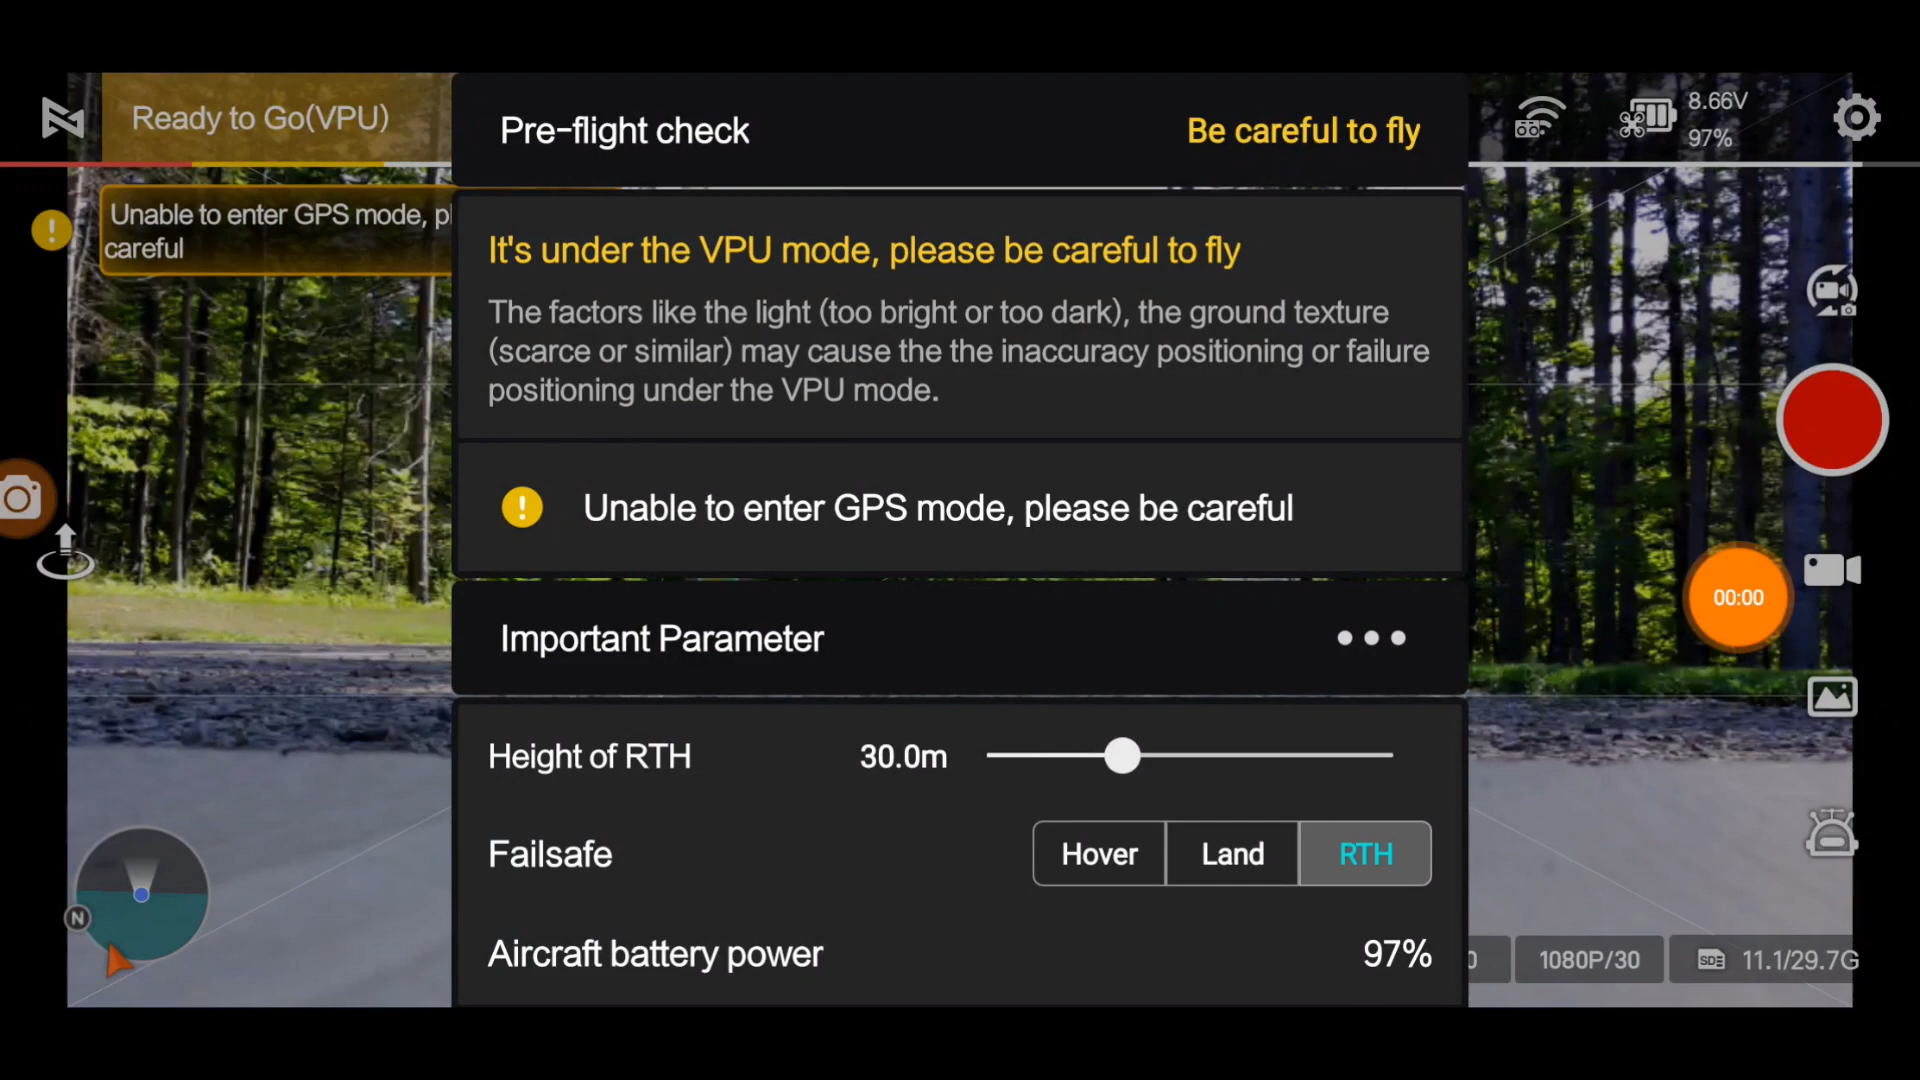 Ready to Go(VPU)
Pre-flight check
Be careful to fly
8.66V
97%
Unable to enter GPS mode, pl
careful
It's under the VPU mode, please be careful to fly
The factors like the light (too bright or too dark), the ground texture
(scarce or similar) may cause the the inaccuracy positioning or failure
positioning under the VPU mode.
Unable to enter GPS mode, please be careful
00:00
Important Parameter
Height of RTH
30.0m
Failsafe
Hover
Land
RTH
N
Aircraft battery power
97%
0
1080P/30
SD
11.1/29.7G